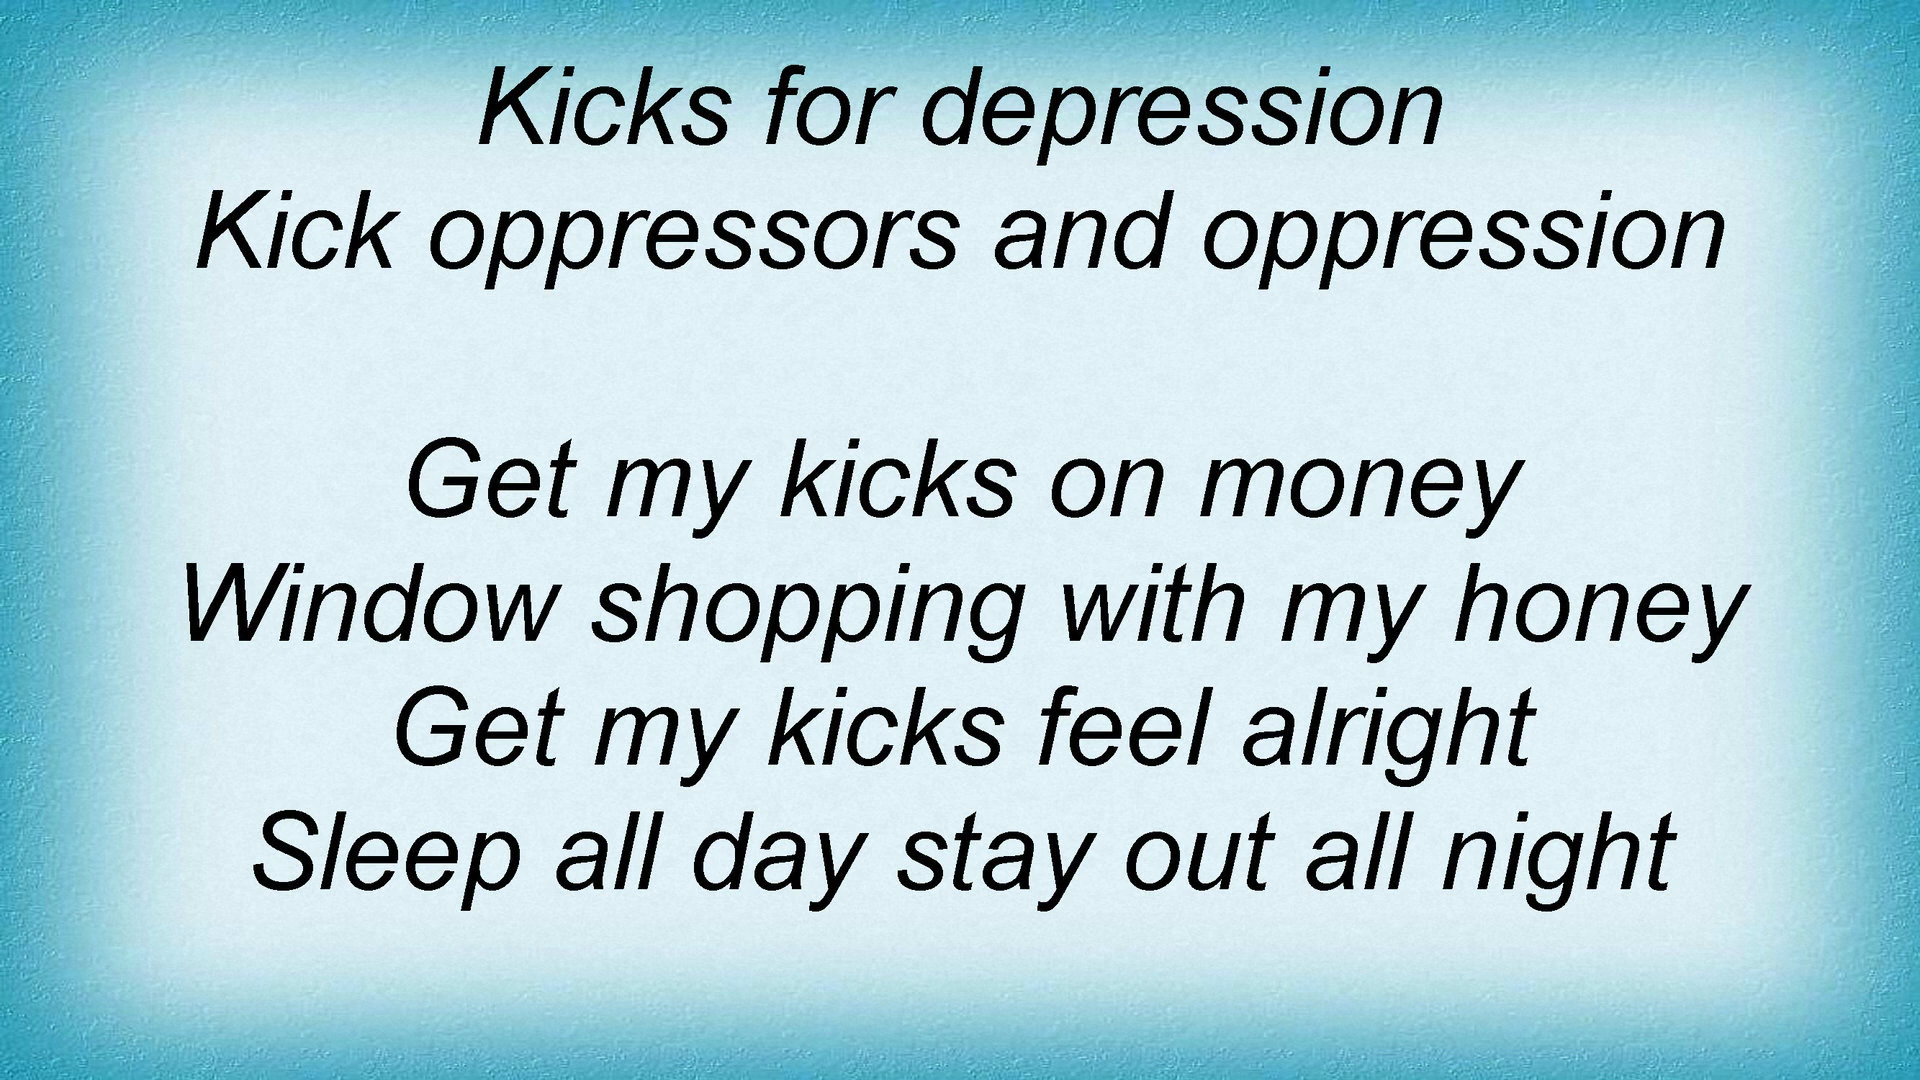 Kicks for depression
Kick oppressors and oppression
Get my kicks on money
Window shopping with my honey
Get my kicks feel alright
Sleep all day stay out all night